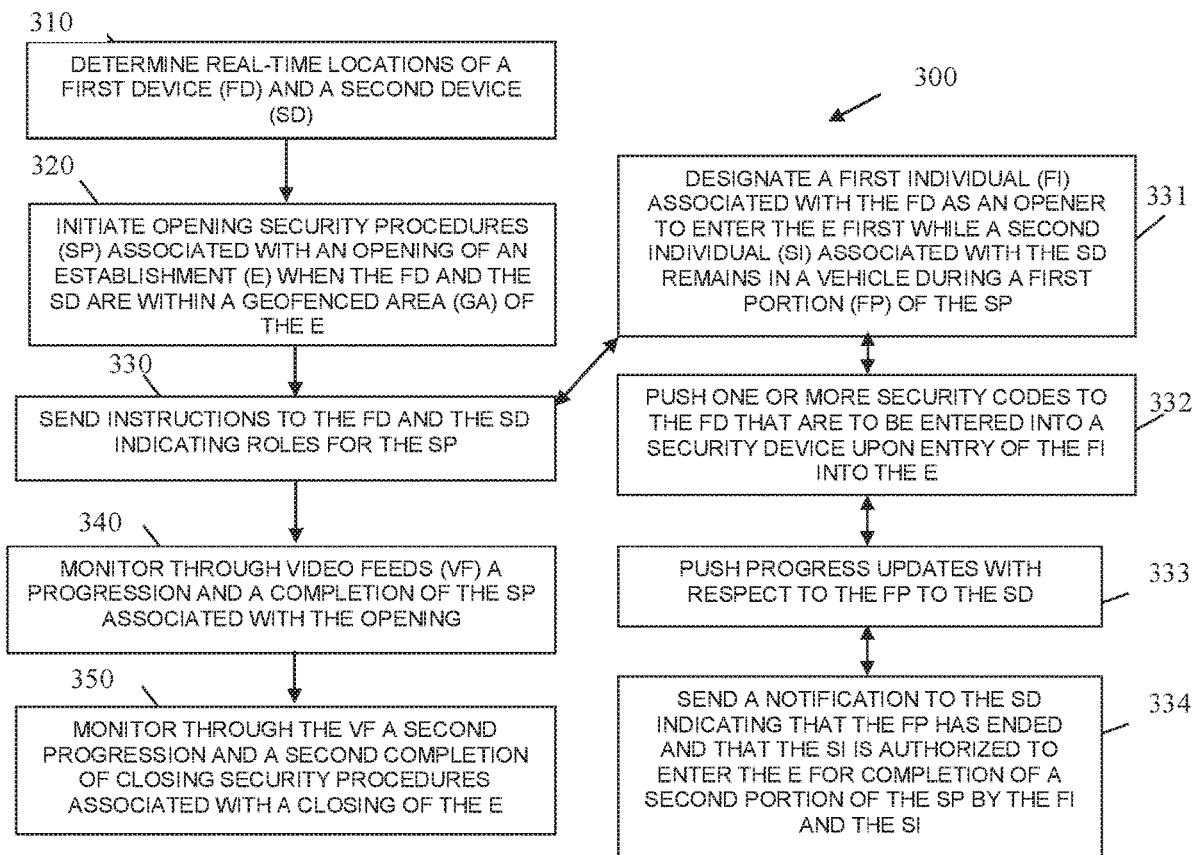 310
DETERMINE REAL-TIME LOCATIONS OF A
FIRST DEVICE (FD) AND A SECOND DEVICE
(SD)
320
INITIATE OPENING SECURITY PROCEDURES
(SP) ASSOCIATED WITH AN OPENING OF AN
ESTABLISHMENT (E) WHEN THE FD AND THE
SD ARE WITHIN A GEOFENCED AREA (GA) OF
THE E
330
SEND INSTRUCTIONS TO THE FD AND THE SD
INDICATING ROLES FOR THE SP
340
MONITOR THROUGH VIDEO FEEDS (VF) A
PROGRESSION AND A COMPLETION OF THE SP
ASSOCIATED WITH THE OPENING
350
MONITOR THROUGH THE VF A SECOND
PROGRESSION AND A SECOND COMPLETION
OF CLOSING SECURITY PROCEDURES
ASSOCIATED WITH A CLOSING OF THE E
300
DESIGNATE A FIRST INDIVIDUAL (FI)
ASSOCIATED WITH THE FD AS AN OPENER
TO ENTER THE E FIRST WHILE A SECOND
INDIVIDUAL (SI) ASSOCIATED WITH THE SD
REMAINS IN A VEHICLE DURING A FIRST
PORTION (FP) OF THE SP
331
PUSH ONE OR MORE SECURITY CODES TO
THE FD THAT ARE TO BE ENTERED INTO A
SECURITY DEVICE UPON ENTRY OF THE FI
INTO THE E
332
PUSH PROGRESS UPDATES WITH
RESPECT TO THE FP TO THE SD
333
SEND A NOTIFICATION TO THE SD
INDICATING THAT THE FP HAS ENDED
AND THAT THE SI IS AUTHORIZED TO
ENTER THE E FOR COMPLETION OF A
SECOND PORTION OF THE SP BY THE FI
AND THE SI
334